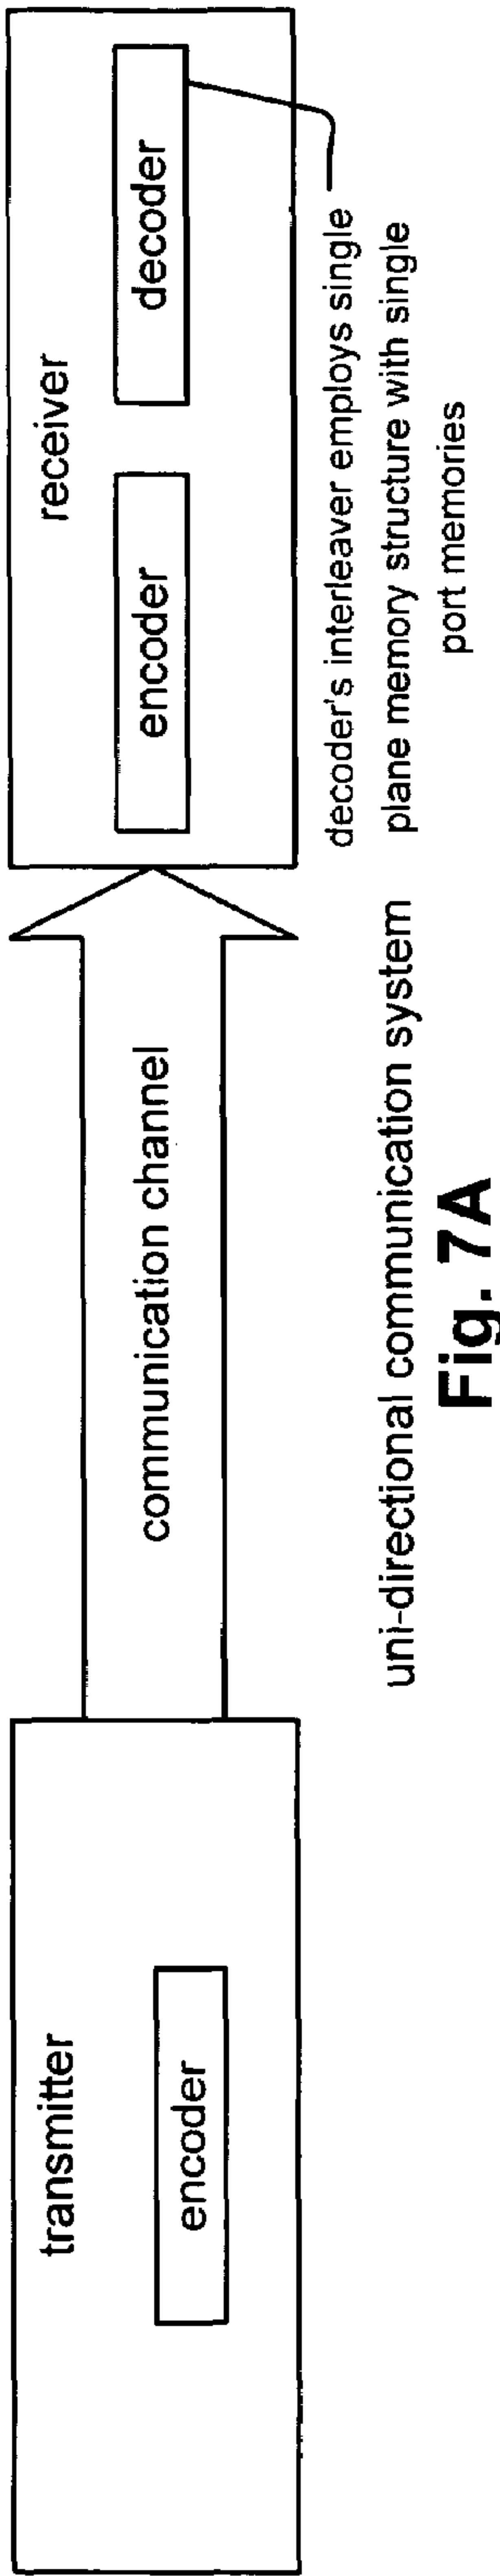 transmitter
encoder
communication channel
receiver
encoder
decoder
decoder's interleaver employs single
plane memory structure with single
port memories
uni-directional communication system
Fig. 7A